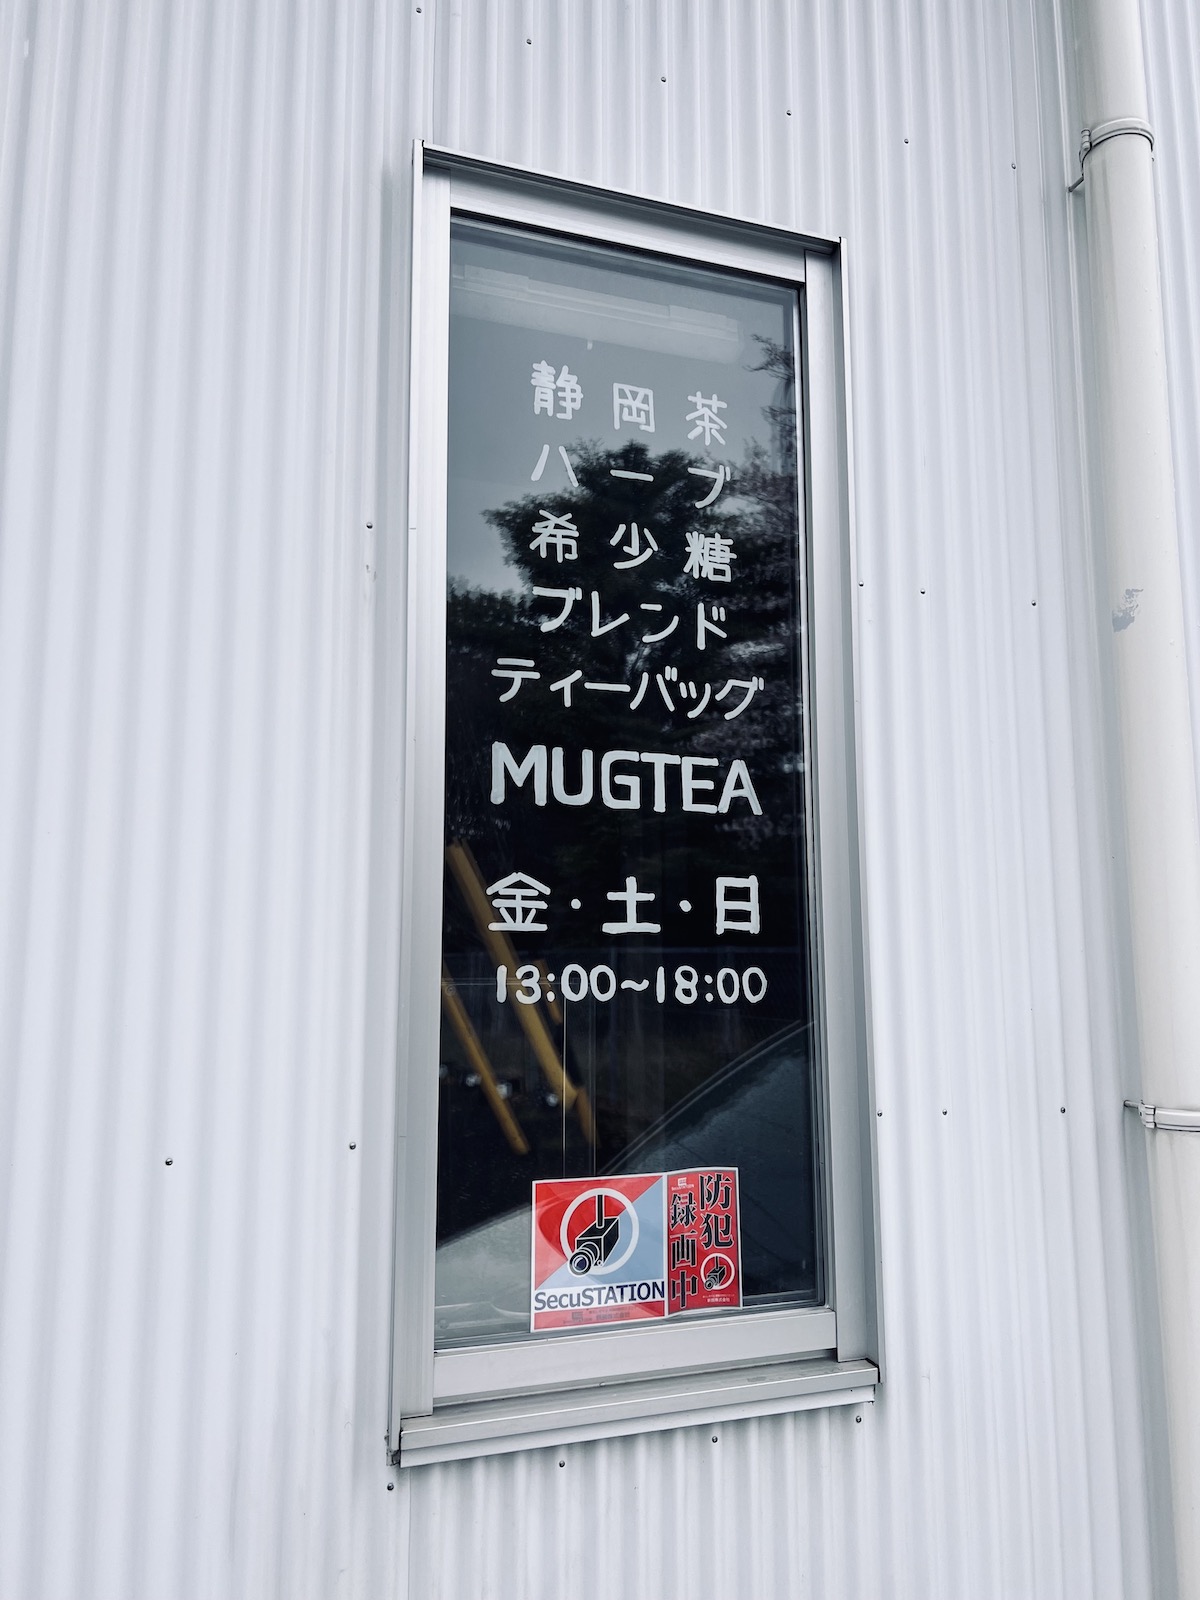 静岡茶
ハーブ
希少糖
ブレンド
ティーバッグ
MUGTEA
金・土・日
13:00~18:00
SecuSTATION
防犯
録画中